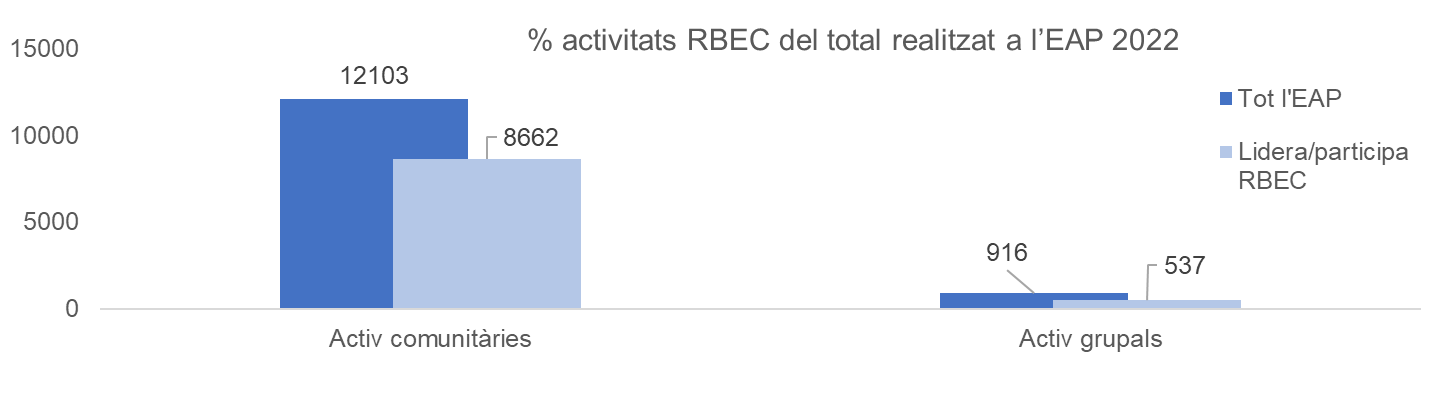 % activitats RBEC del total realitzat a l’EAP 2022
15000
10000
5000
0
12103
8662
916
537
Activ comunitàries
Activ grupals
Tot l'EAP
Lidera/participa
RBEC